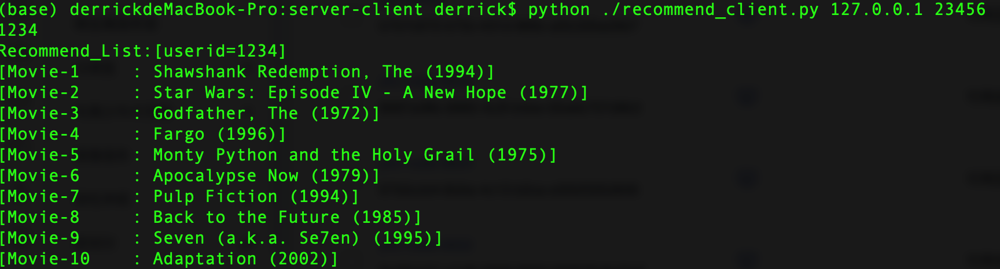 (base) derrickdeMacBook-Pro:server-client derrick$ python ./recommend_client.py 127.0.0.1 23456
1234
Recommend_List:[userid=1234]
[Movie-1     : Shawshank Redemption, The (1994)]
[Movie-2     : Star Wars: Episode IV - A New Hope (1977)]
[Movie-3     : Godfather, The (1972)]
[Movie-4     : Fargo (1996)]
[Movie-5     : Monty Python and the Holy Grail (1975)]
[Movie-6     : Apocalypse Now (1979)]
[Movie-7     : Pulp Fiction (1994)]
[Movie-8     : Back to the Future (1985)]
[Movie-9     : Seven (a.k.a. Se7en) (1995)]
[Movie-10    : Adaptation (2002)]